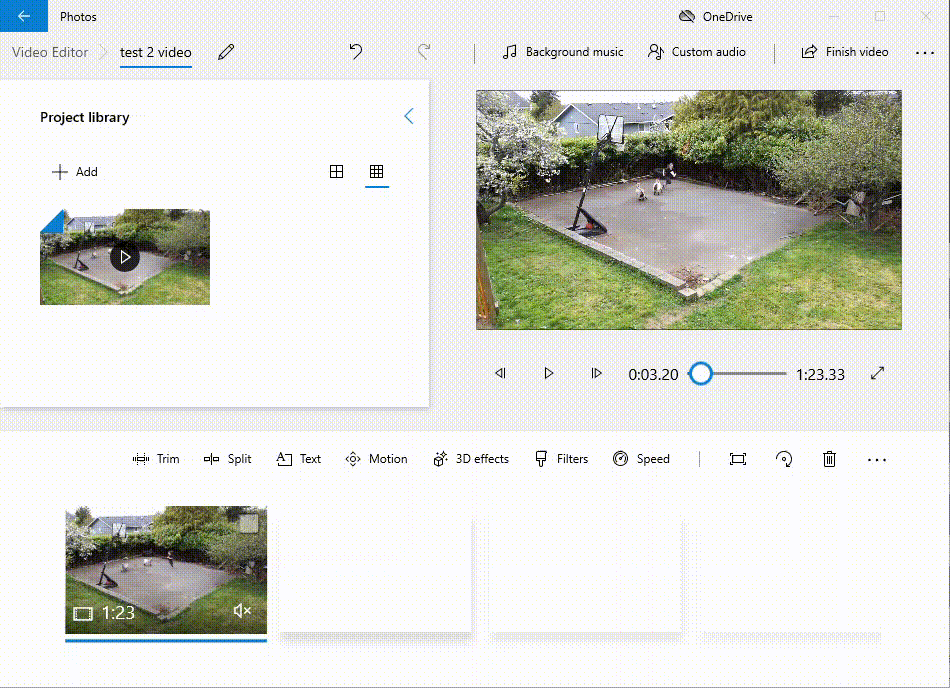 Photos
OneDrive
Video Editor
test 2 video
Background music
Custom audio
Finish video
Project library
Add
0:03.20
1:23.33
Trim
Split
Text
Motion
3D effects
Filters
Speed
1:23